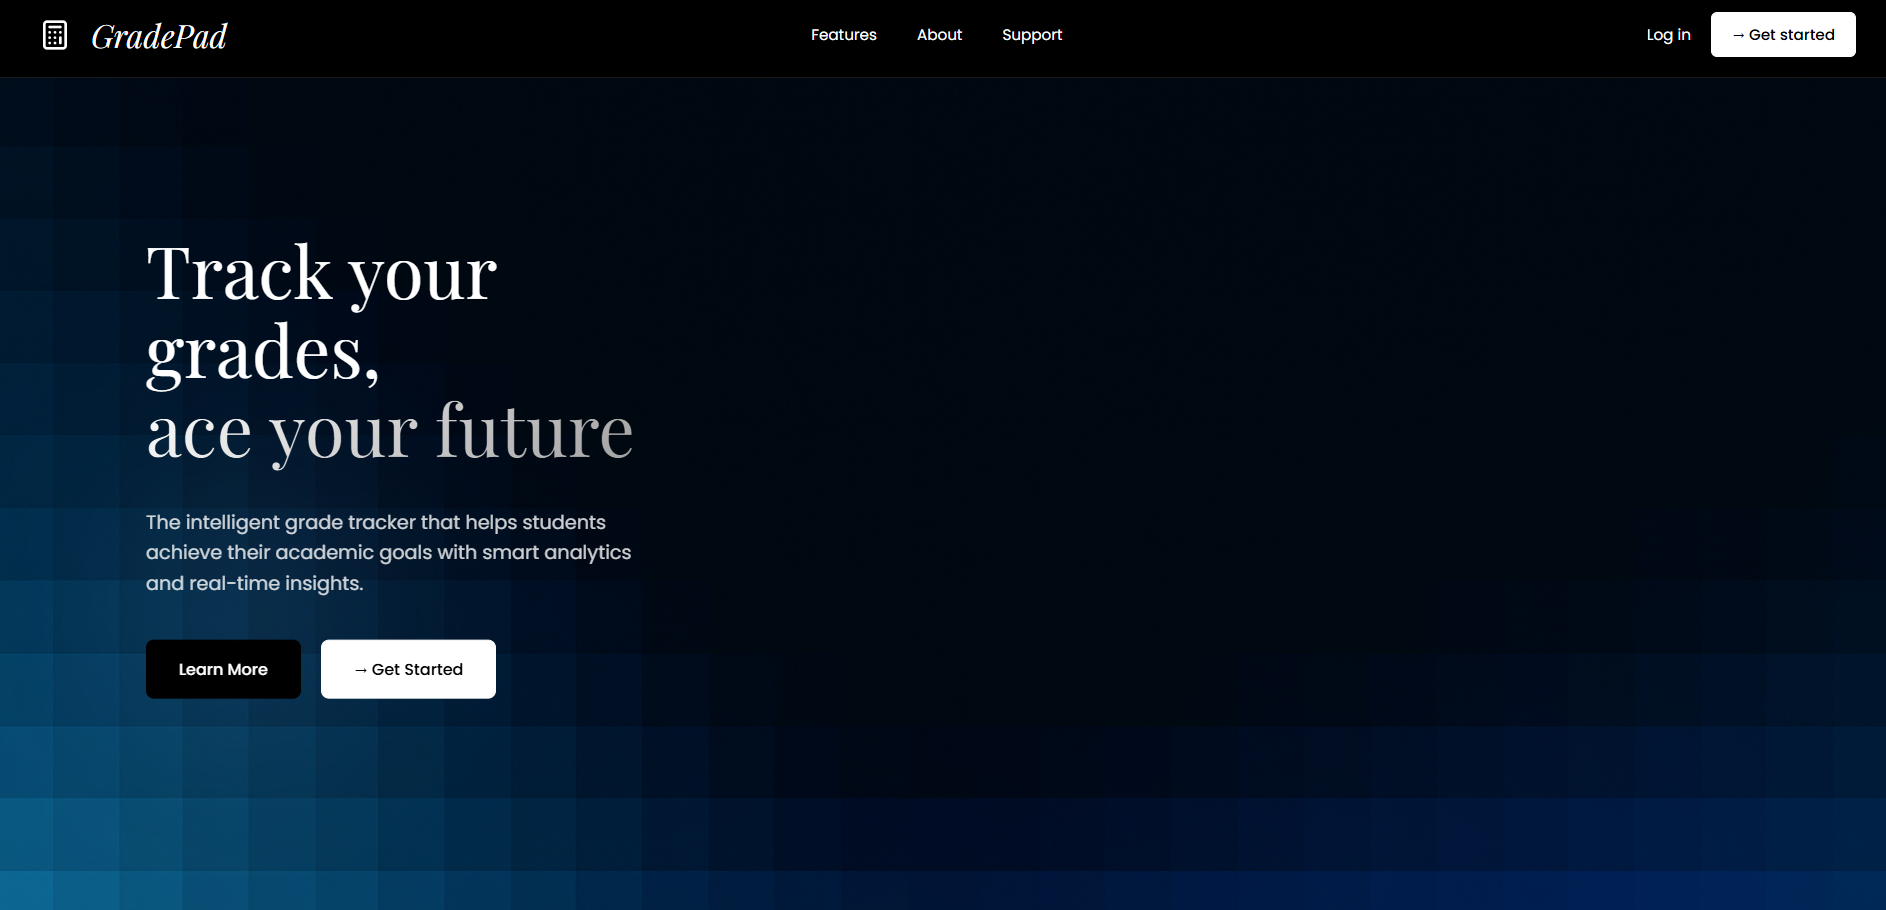 GradePad
Features
About
Support
Log in
→ Get started
Track your
grades,
ace your future
The intelligent grade tracker that helps students
achieve their academic goals with smart analytics
and real-time insights.
Learn More
→ Get Started